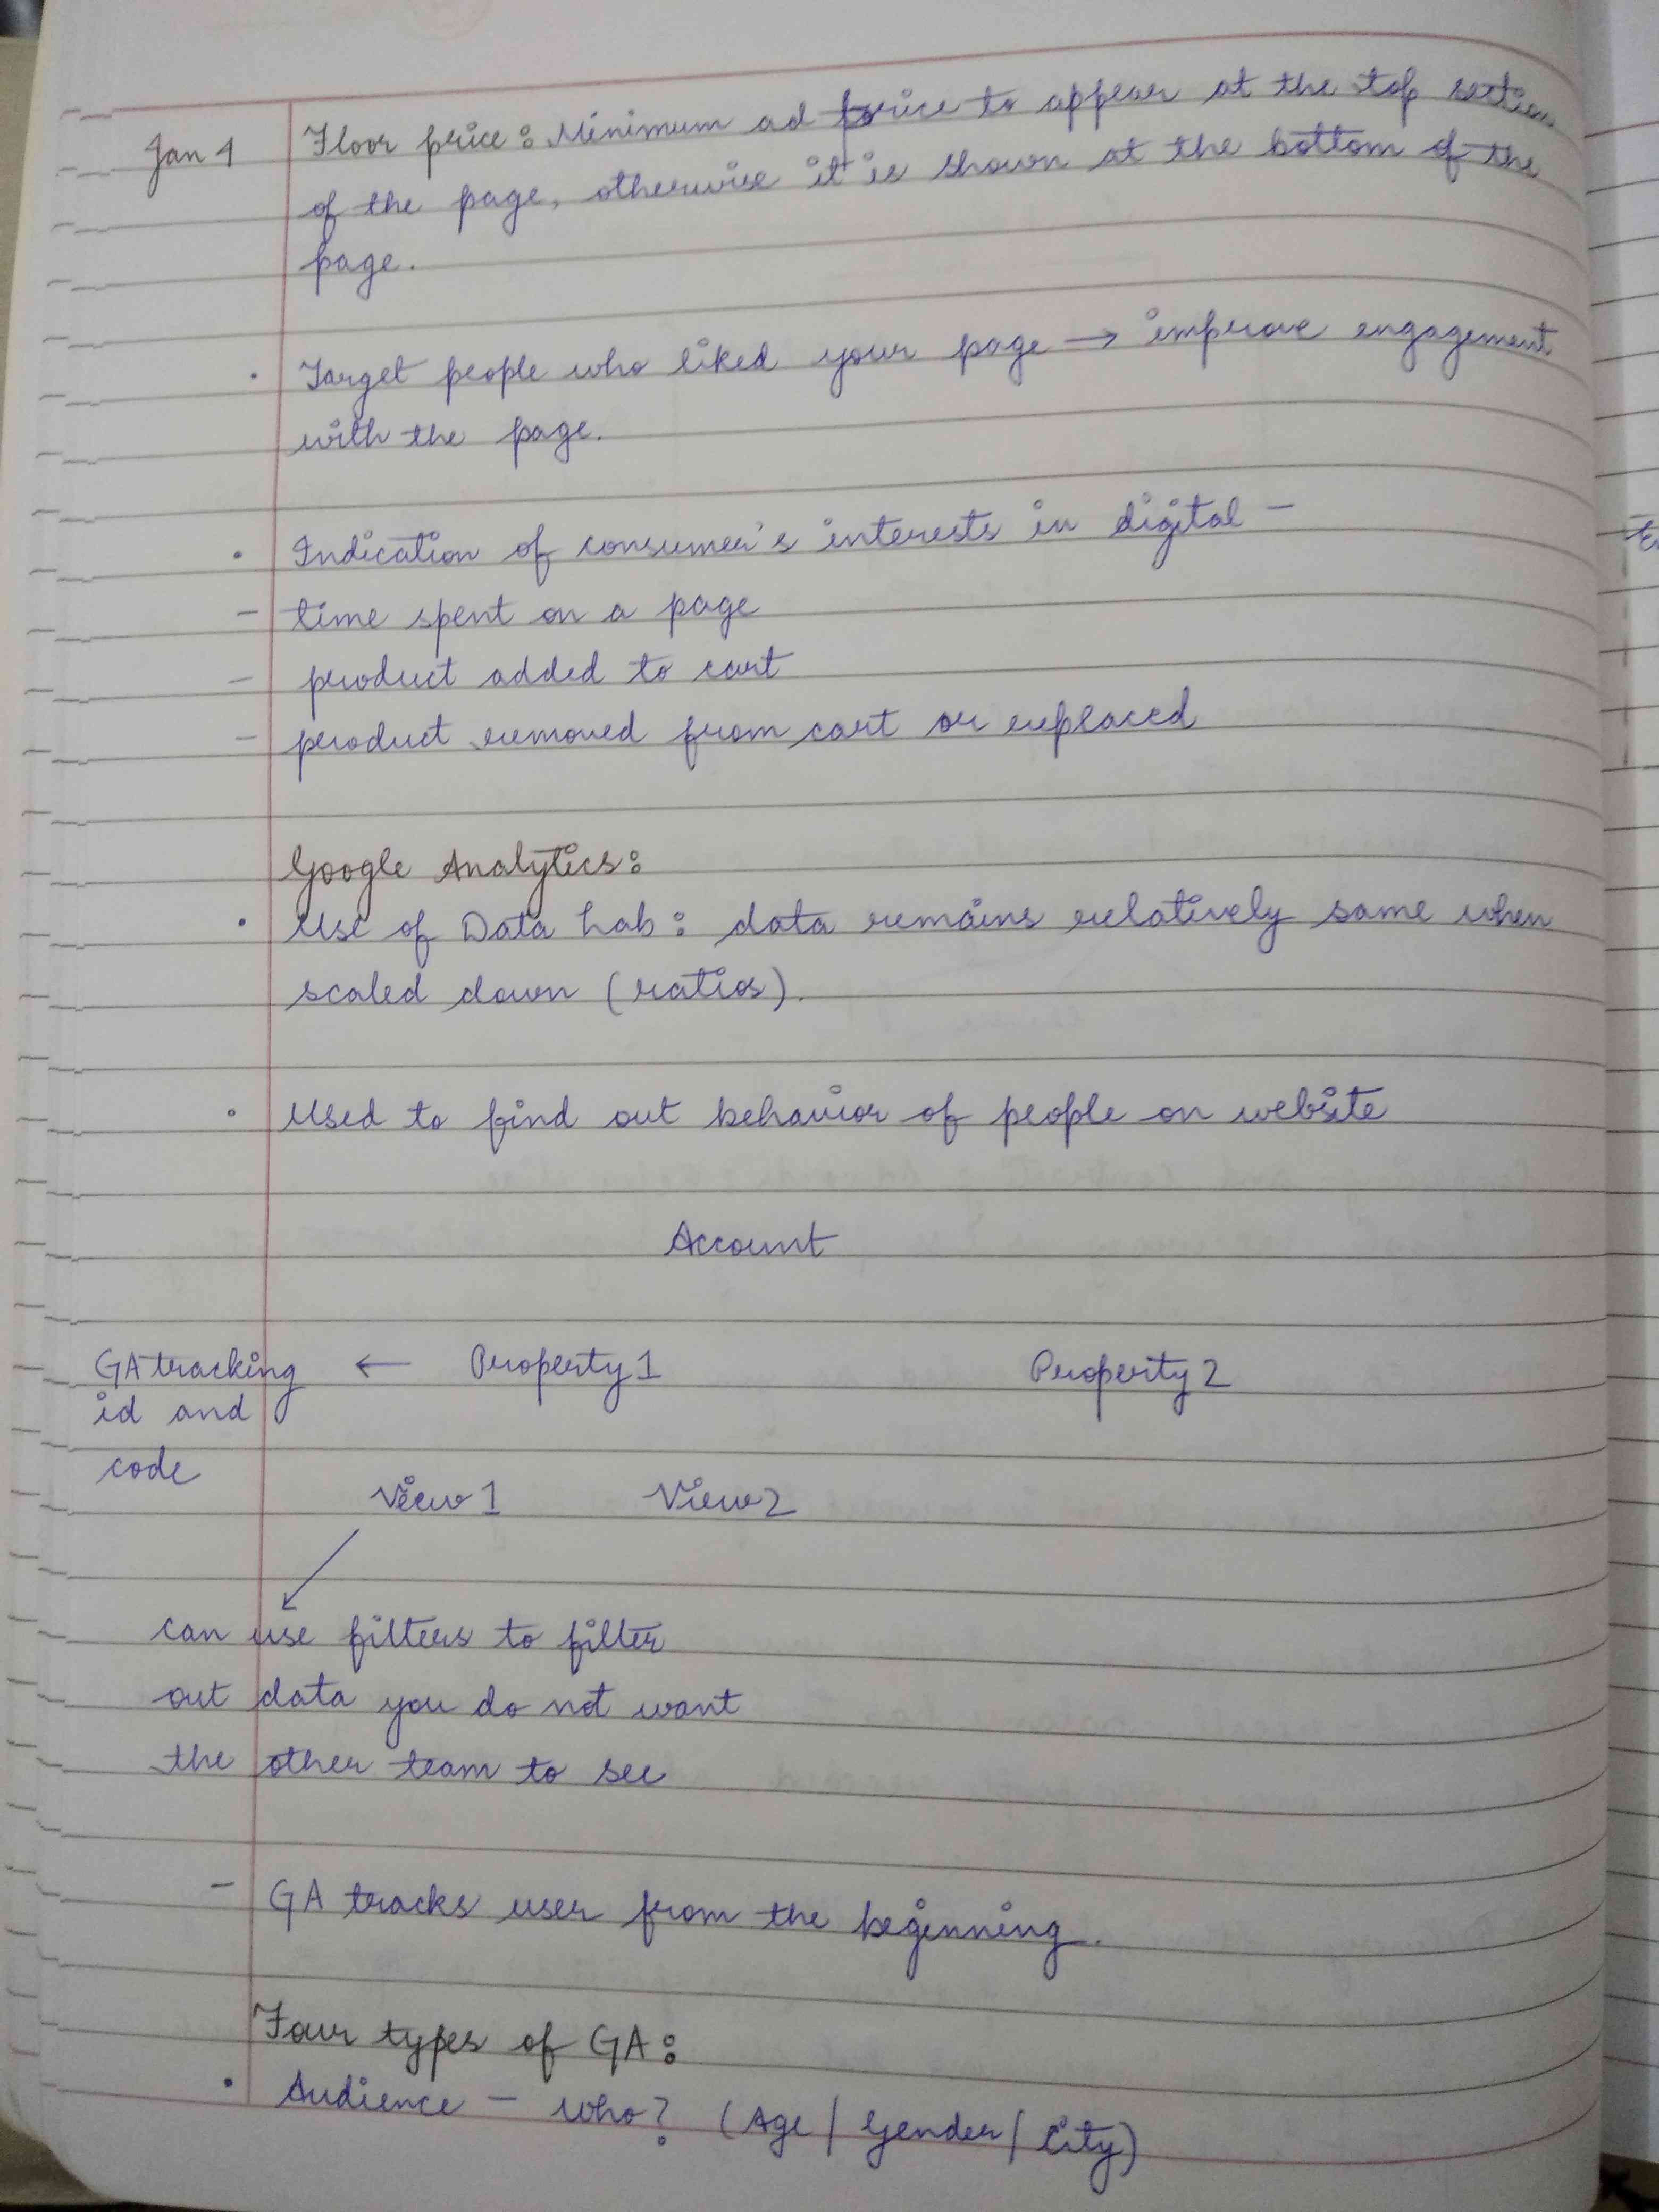 Jan 4 Floor price: Minimum ad price to appear at the top section
of the page, otherwise it is shown at the bottom of the
page.
• Target people who liked your page → improve engagement
with the page.
• Indication of consumer's interests in digital –
– time spent on a page
– product added to cart
– product removed from cart or replaced
Google Analytics:
• Use of Data hab: data remains relatively same when
scaled down (ratios).
• Used to find out behavior of people on website
Account
GA tracking ← Property 1 Property 2
id and
code
View 1 View 2
can use filters to filter
out data you do not want
the other team to see
– GA tracks user from the beginning.
Four types of GA:
• Audience – who? (Age / Gender / City)